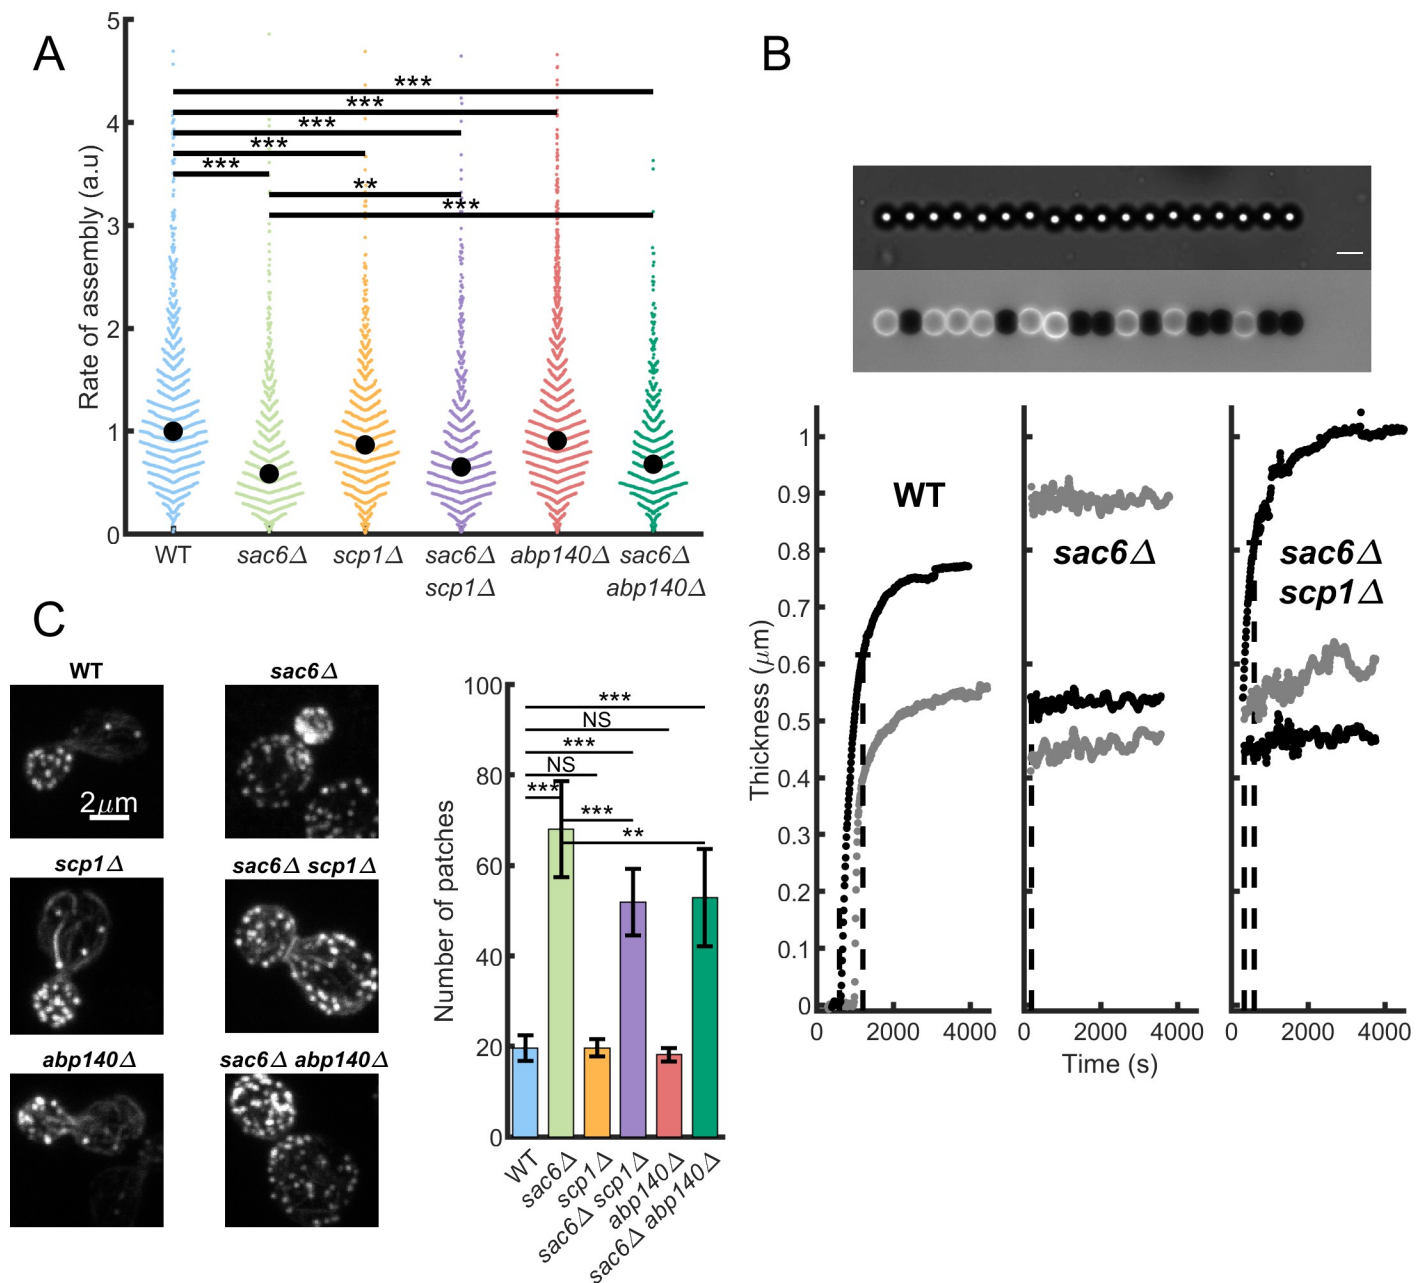 A
5
4
3
2
1
0
Rate of assembly (a.u)
***
***
***
***
***
**
***
WT
sac6Δ
scp1Δ
sac6Δ
scp1Δ
abp140Δ
sac6Δ
abp140Δ
B
1
0.9
0.8
0.7
0.6
0.5
0.4
0.3
0.2
0.1
0
Thickness (μm)
WT
sac6Δ
sac6Δ
scp1Δ
0 2000 4000
0 2000 4000
0 2000 4000
Time (s)
C
WT
2μm
sac6Δ
scp1Δ
sac6Δ scp1Δ
abp140Δ
sac6Δ abp140Δ
100
80
60
40
20
0
Number of patches
***
NS
***
NS
***
***
**
WT
sac6Δ
scp1Δ
sac6Δ scp1Δ
abp140Δ
sac6Δ abp140Δ